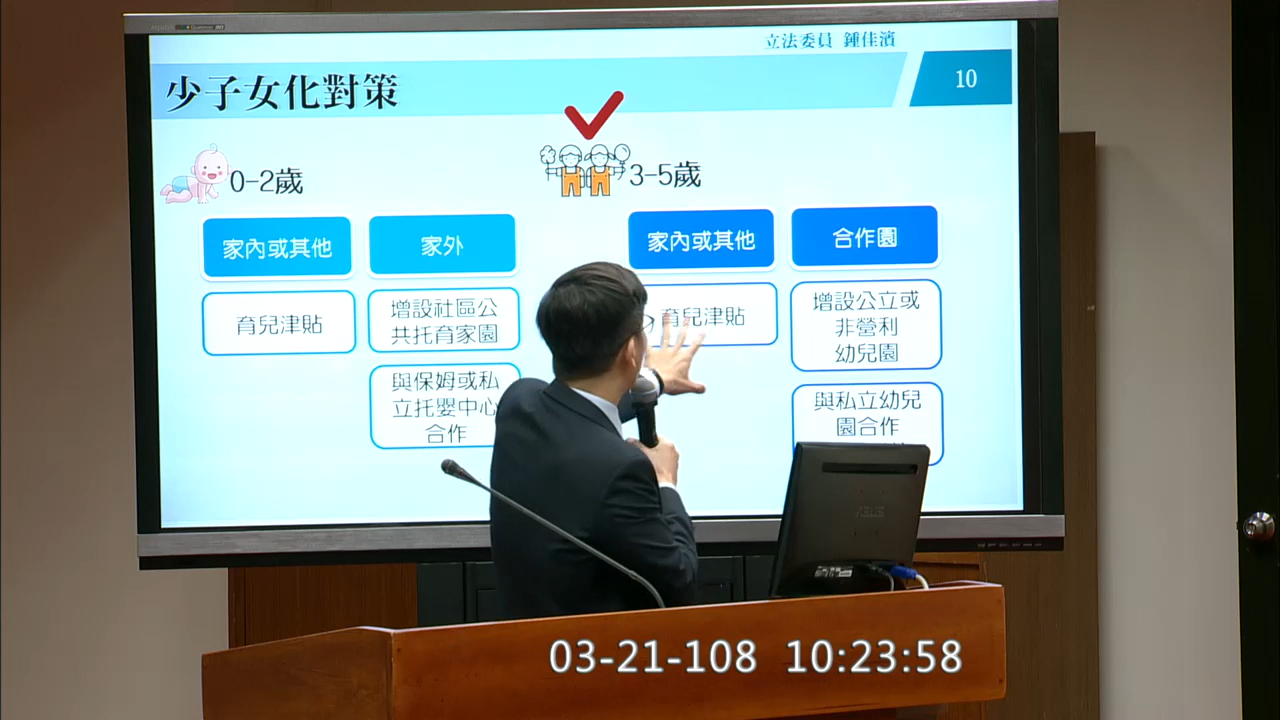 立法委員 鍾佳濱
少子女化對策
10
0-2歲
3-5歲
家內或其他
家外
家內或其他
合作園
育兒津貼
增設社區公
共托育家園
育兒津貼
增設公立或
非營利
幼兒園
與保姆或私
立托嬰中心
合作
與私立幼兒
園合作
ASUS
03-21-108 10:23:58